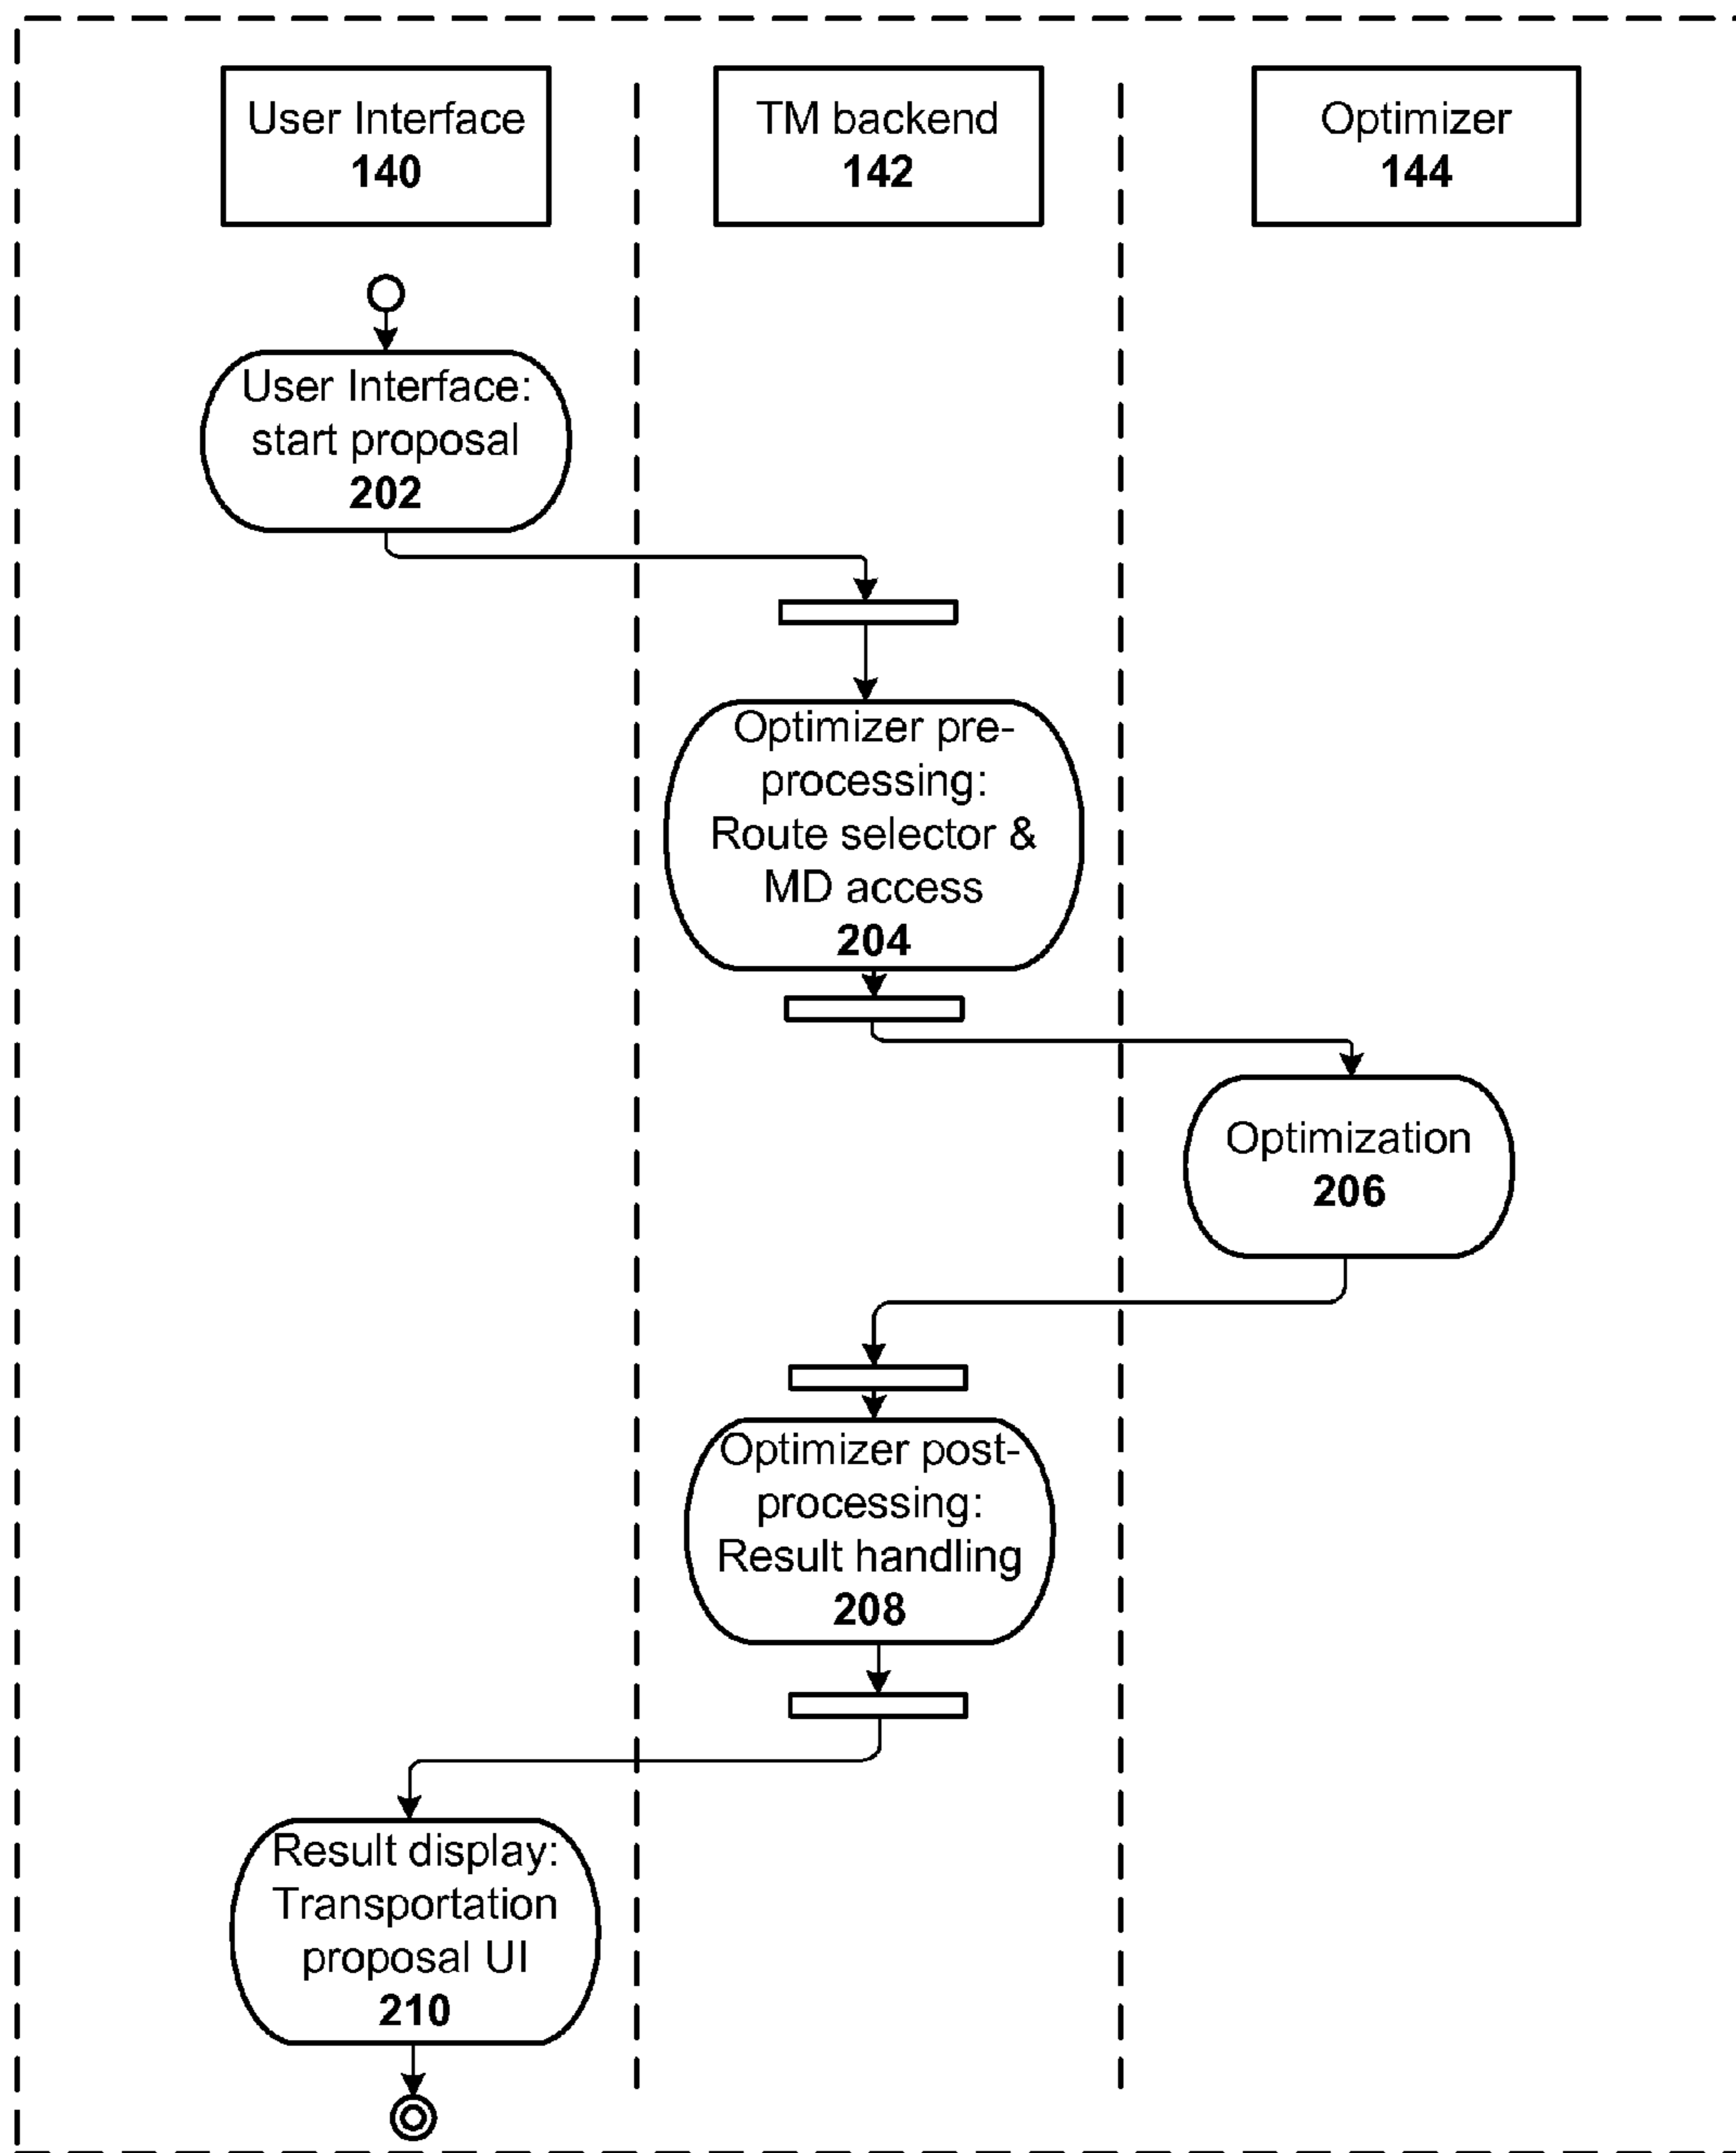 User Interface
140
TM backend
142
Optimizer
144
User Interface:
start proposal
202
Optimizer pre-
processing:
Route selector &
MD access
204
Optimization
206
Optimizer post-
processing:
Result handling
208
Result display:
Transportation
proposal UI
210